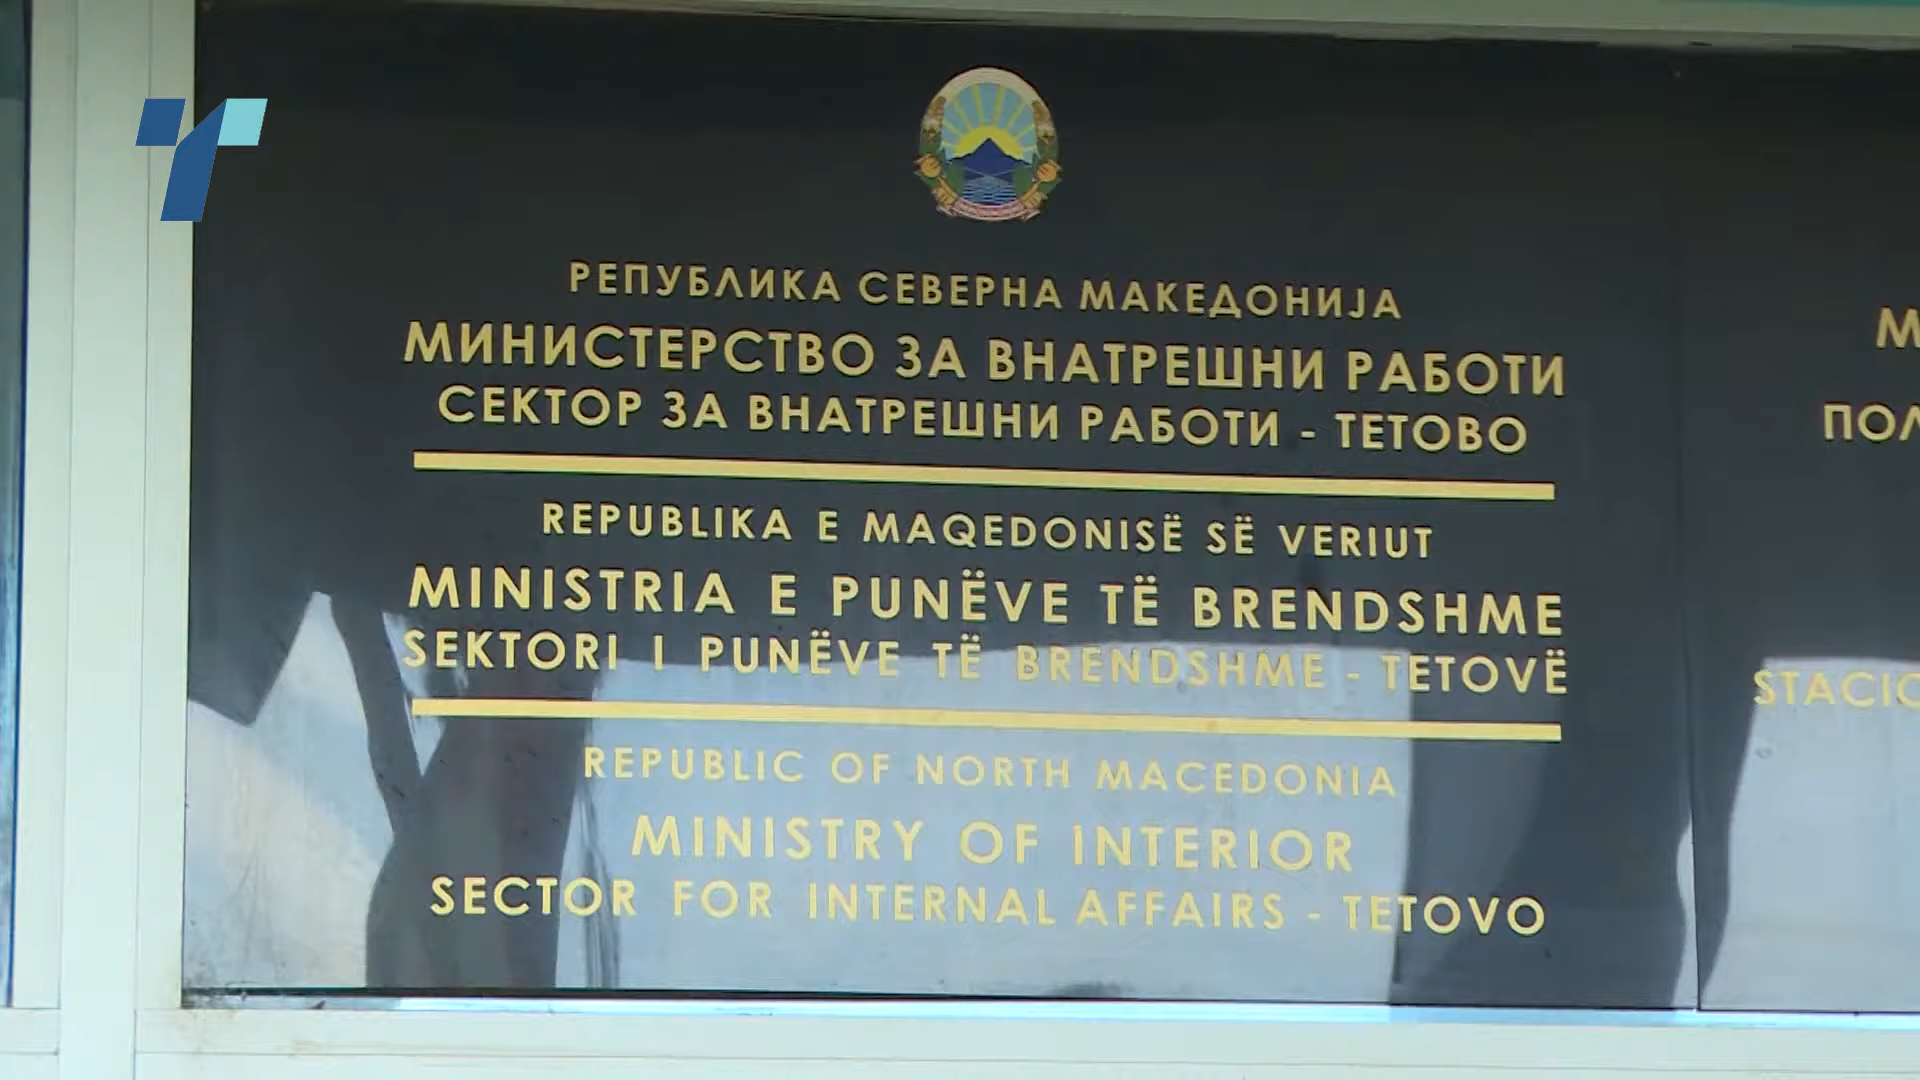 РЕПУБЛИКА СЕВЕРНА МАКЕДОНИЈА
МИНИСТЕРСТВО ЗА ВНАТРЕШНИ РАБОТИ
СЕКТОР ЗА ВНАТРЕШНИ РАБОТИ - ТЕТОВО
REPUBLIKA E MAQEDONISË SË VERIUT
MINISTRIA E PUNËVE TË BRENDSHME
SEKTORI I PUNËVE TË BRENDSHME - TETOVË
REPUBLIC OF NORTH MACEDONIA
MINISTRY OF INTERIOR
SECTOR FOR INTERNAL AFFAIRS - TETOVO